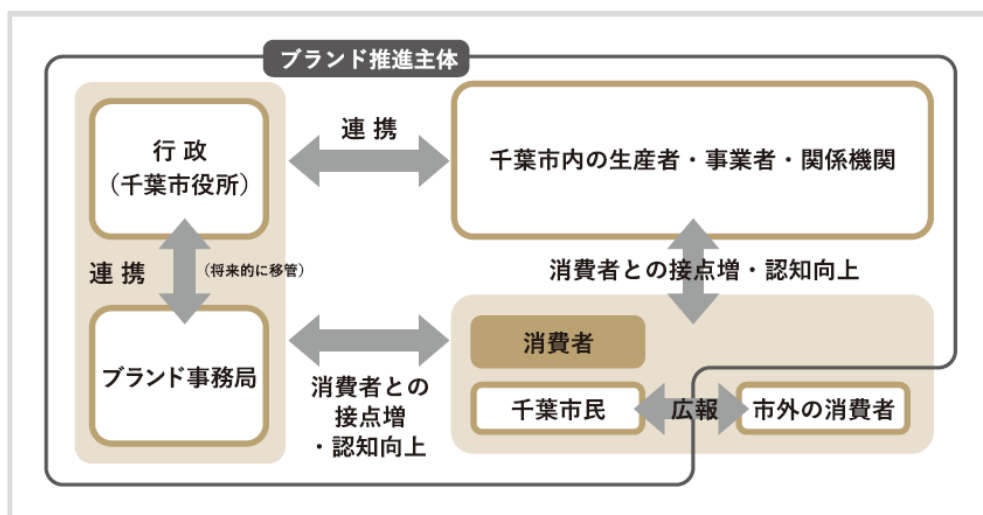 ブランド推進主体
行政
（千葉市役所）
連携
千葉市内の生産者・事業者・関係機関
連携
（将来的に移管）
消費者との接点増・認知向上
ブランド事務局
消費者との
接点増
・認知向上
消費者
千葉市民
広報
市外の消費者